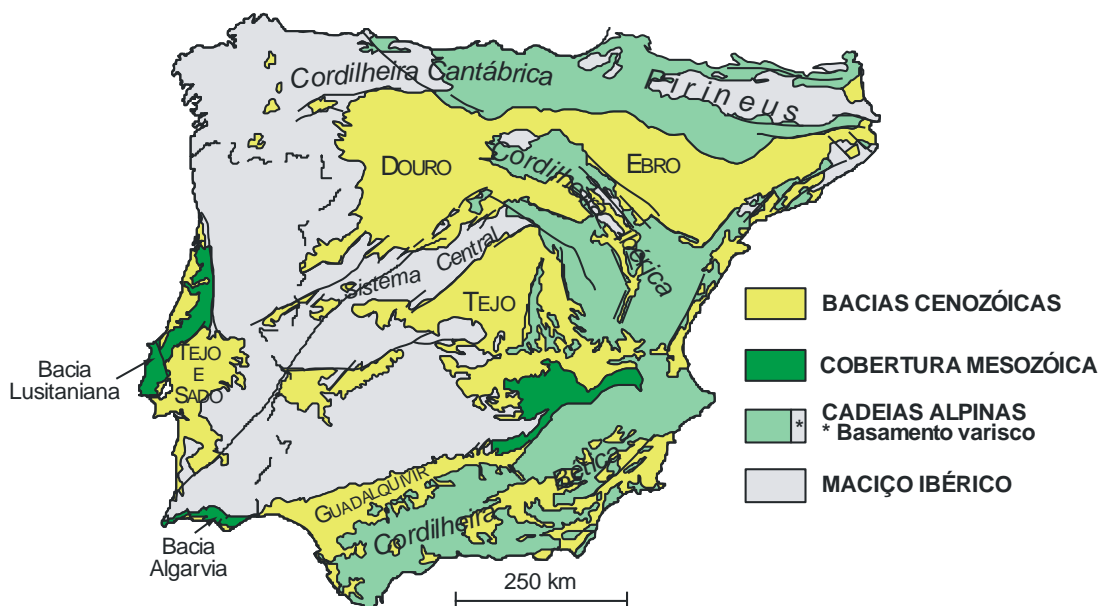 Cordilheira Cantábrica
Pirineus
DOURO
EBRO
Cordilheira Ibérica
Sistema Central
TEJO
Bacia
Lusitaniana
TEJO
E
SADO
GUADALQUIVIR
Cordilheira Bética
Bacia
Algarvia
250 km
BACIAS CENOZÓICAS
COBERTURA MESOZÓICA
*
CADEIAS ALPINAS
* Basamento varisco
MACIÇO IBÉRICO